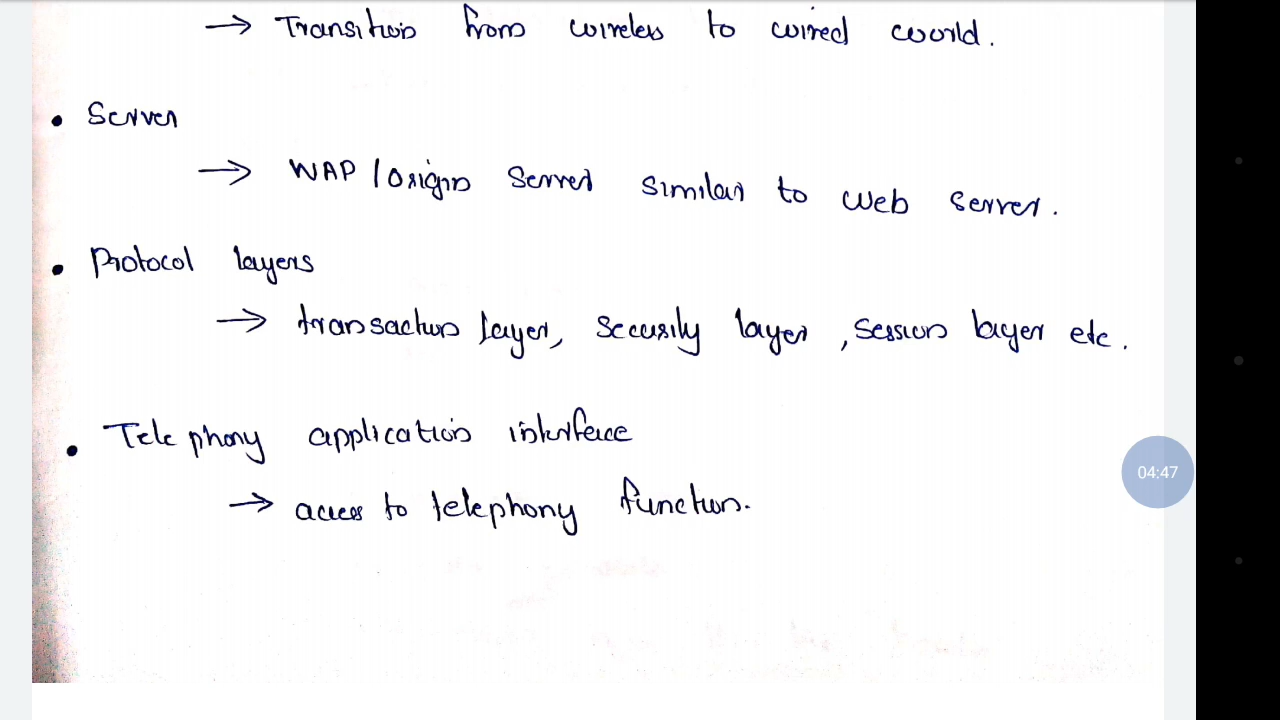 → Transition from wireless to wired world.
• Server
→ WAP / Origin Server similar to web server.
• Protocol layers
→ transaction layer, security layer, session layer etc.
• Telephony application interface
→ access to telephony function.
04:47